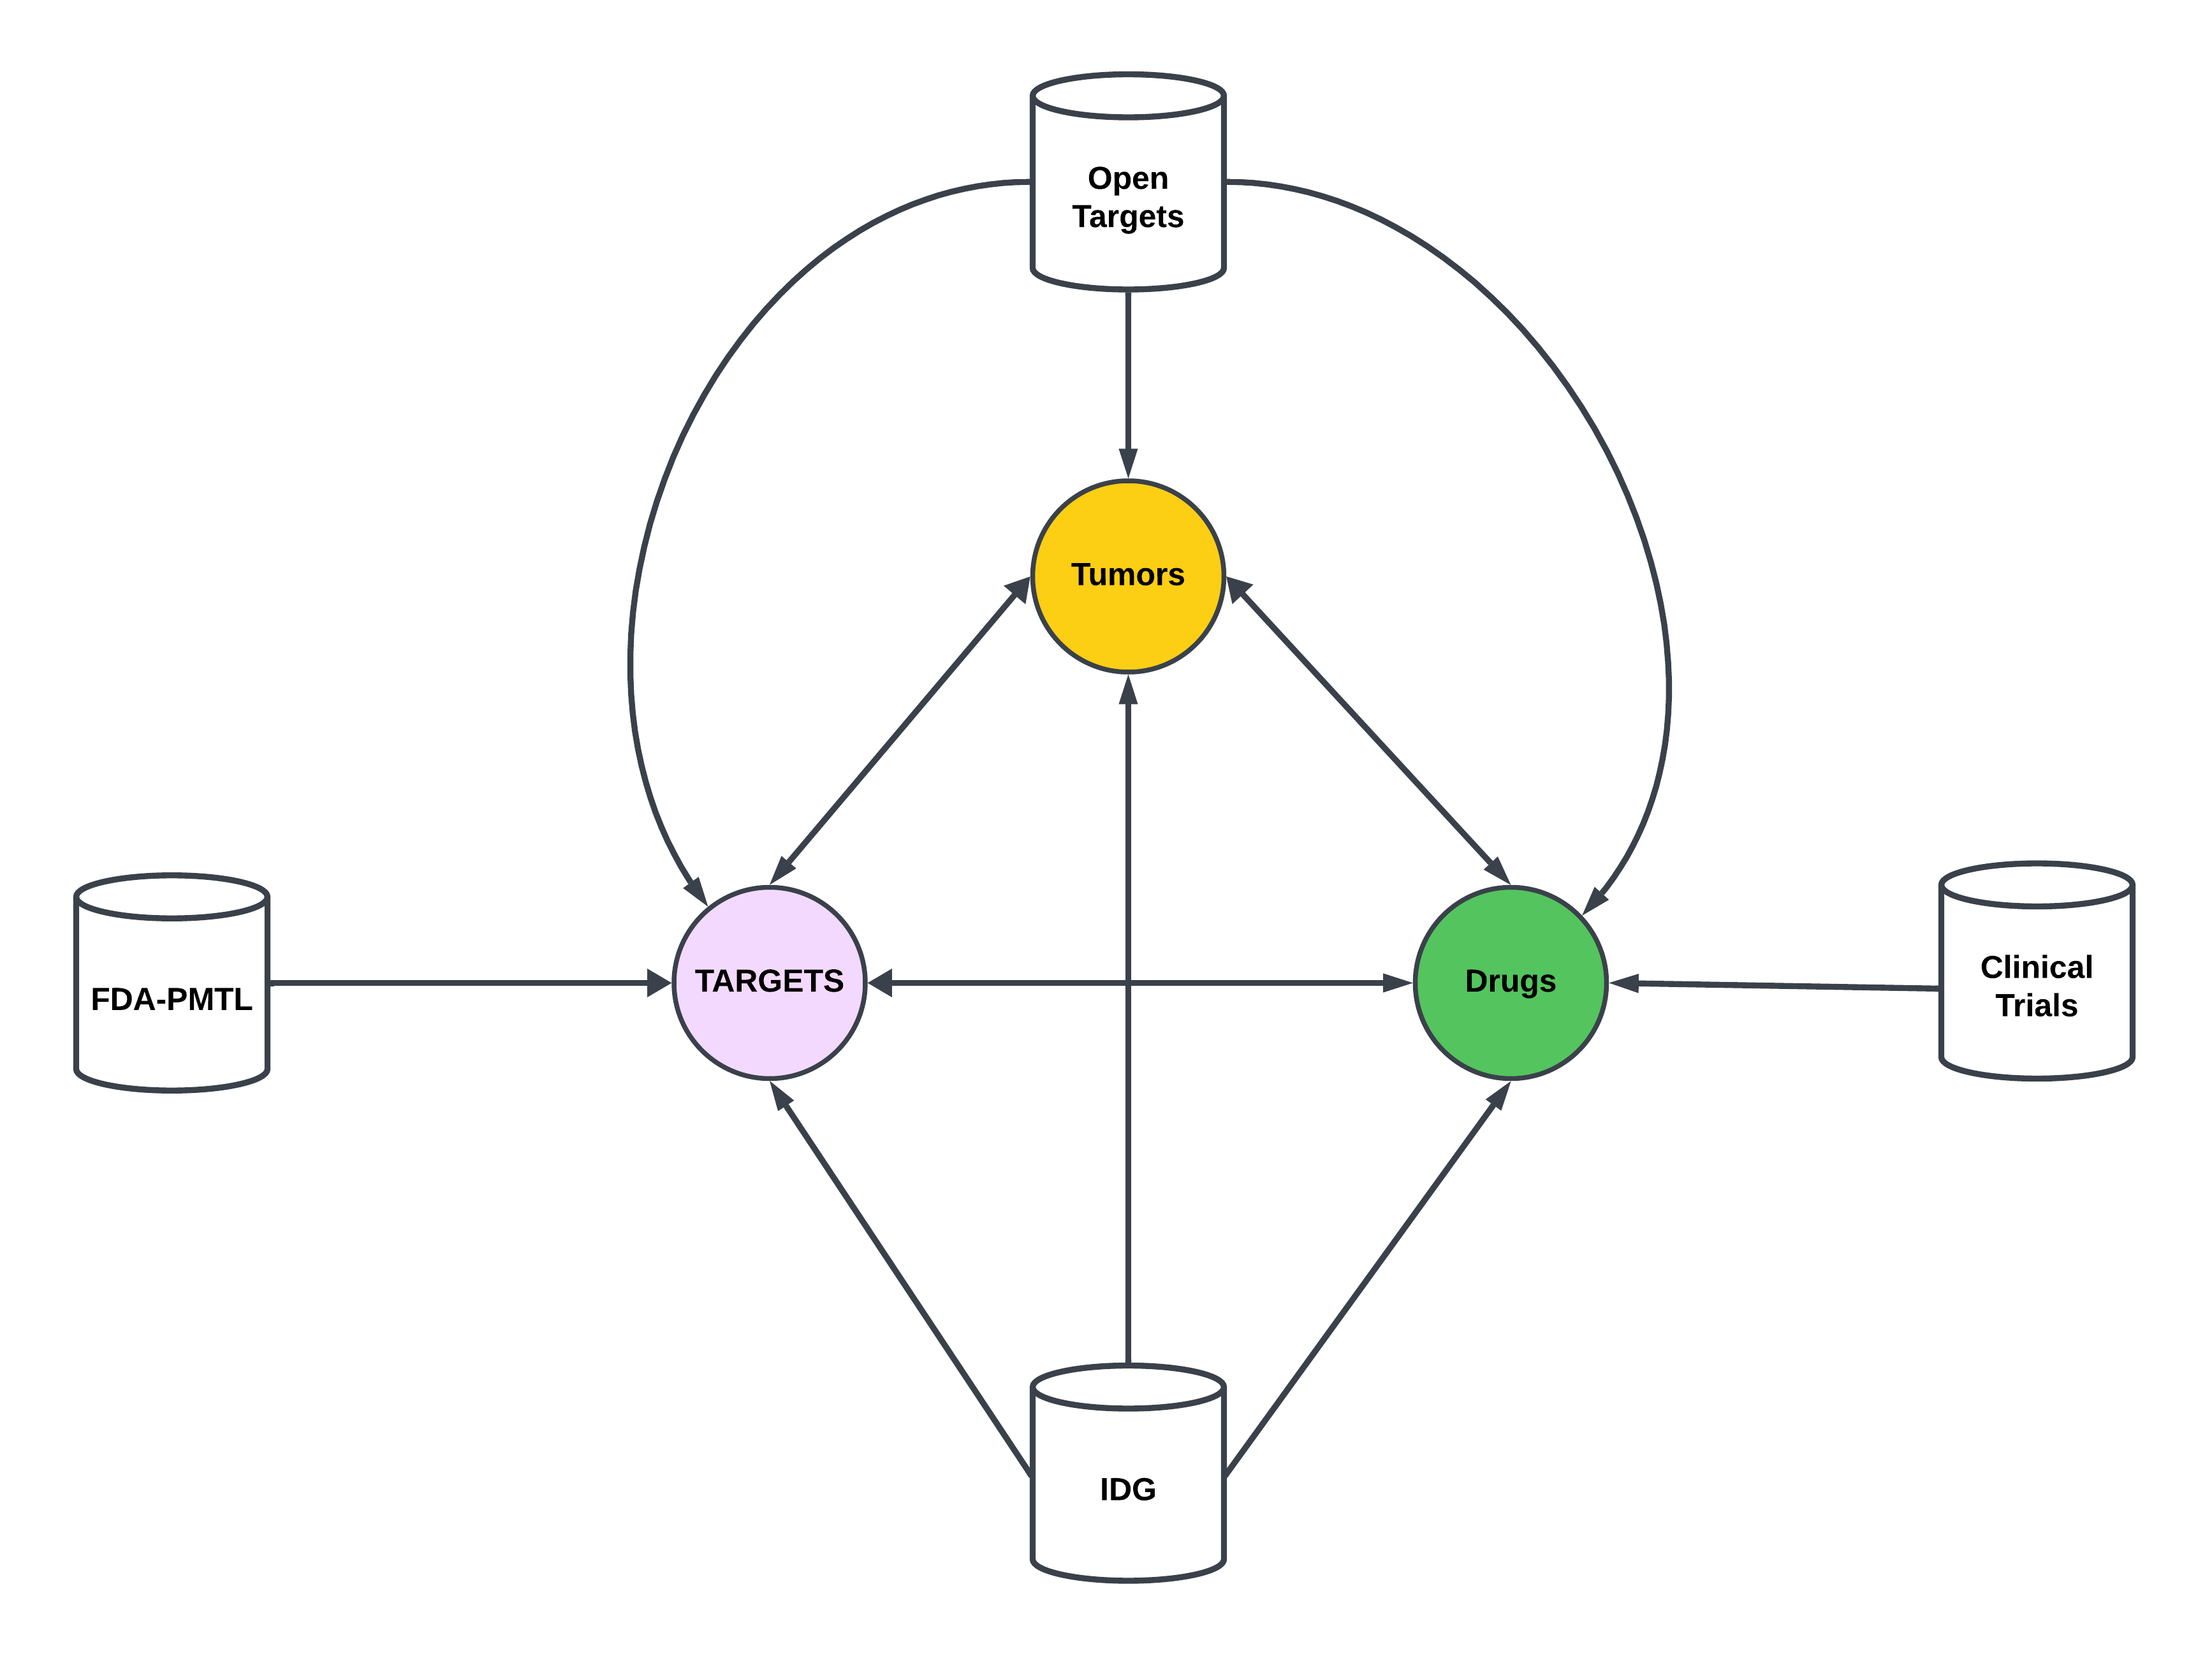 Open
Targets
Tumors
FDA-PMTL
TARGETS
Drugs
Clinical
Trials
IDG